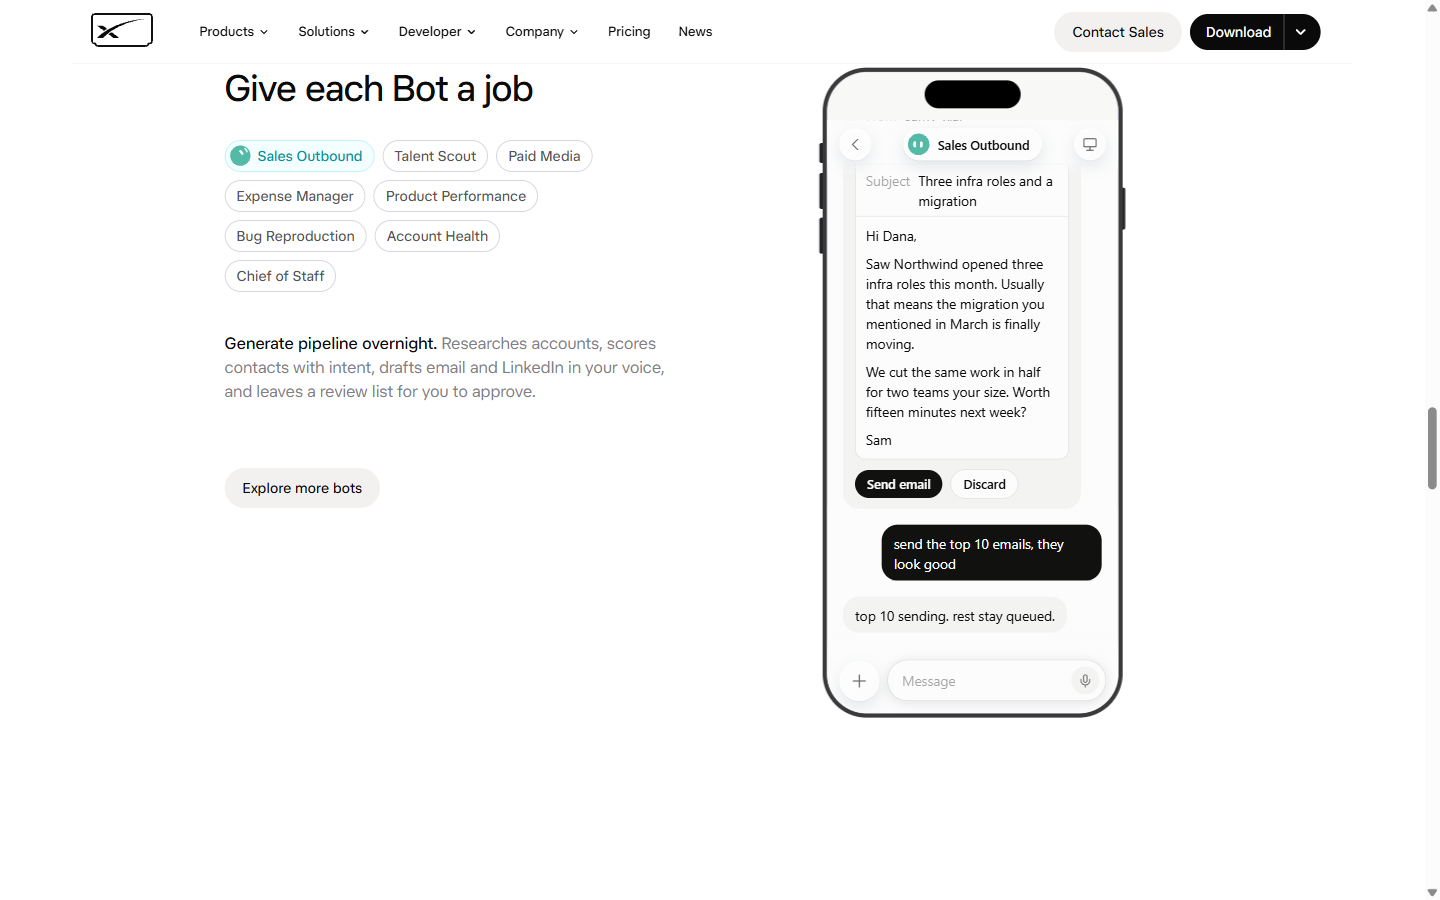 Products Solutions Developer Company Pricing News
Contact Sales Download
Give each Bot a job
Sales Outbound Talent Scout Paid Media
Expense Manager Product Performance
Bug Reproduction Account Health
Chief of Staff
Generate pipeline overnight. Researches accounts, scores
contacts with intent, drafts email and LinkedIn in your voice,
and leaves a review list for you to approve.
Explore more bots
Sales Outbound
Subject Three infra roles and a
migration
Hi Dana,
Saw Northwind opened three
infra roles this month. Usually
that means the migration you
mentioned in March is finally
moving.
We cut the same work in half
for two teams your size. Worth
fifteen minutes next week?
Sam
Send email Discard
send the top 10 emails, they
look good
top 10 sending. rest stay queued.
Message